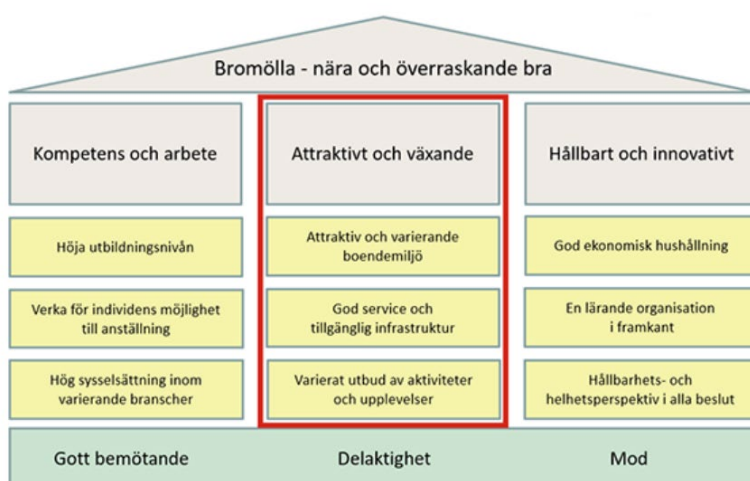 Bromölla - nära och överraskande bra
Kompetens och arbete
Attraktivt och växande
Hållbart och innovativt
Höja utbildningsnivån
Attraktiv och varierande
boendemiljö
God ekonomisk hushållning
Verka för individens möjlighet
till anställning
God service och
tillgänglig infrastruktur
En lärande organisation
i framkant
Hög sysselsättning inom
varierande branscher
Varierat utbud av aktiviteter
och upplevelser
Hållbarhets- och
helhetsperspektiv i alla beslut
Gott bemötande
Delaktighet
Mod